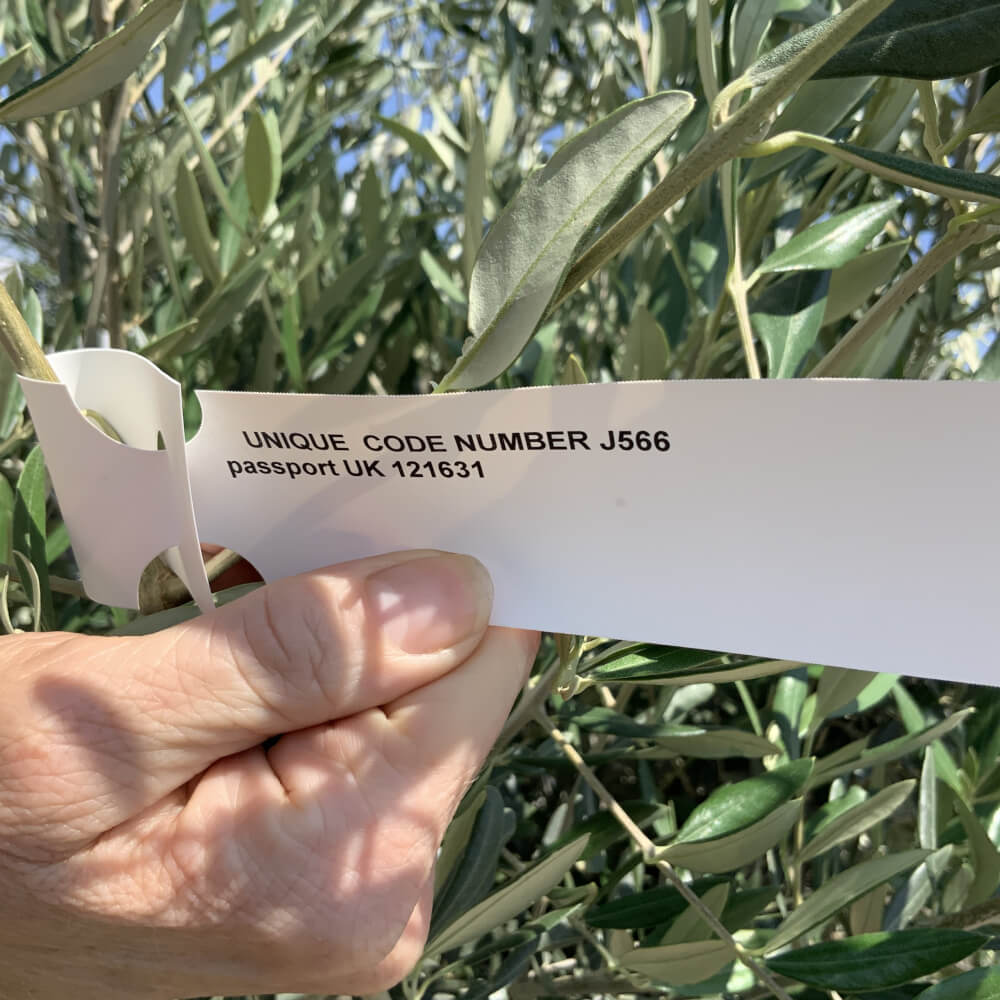 UNIQUE CODE NUMBER J566
passport UK 121631